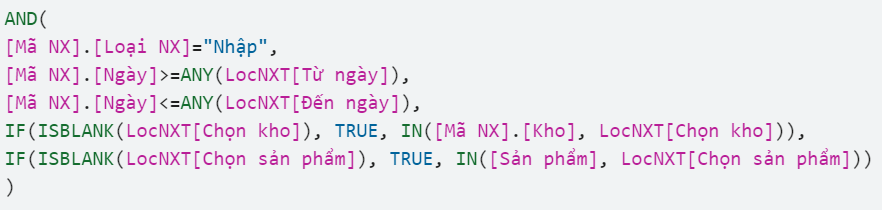 AND(
[Mã NX].[Loại NX]="Nhập",
[Mã NX].[Ngày]>=ANY(LocNXT[Từ ngày]),
[Mã NX].[Ngày]<=ANY(LocNXT[Đến ngày]),
IF(ISBLANK(LocNXT[Chọn kho]), TRUE, IN([Mã NX].[Kho], LocNXT[Chọn kho])),
IF(ISBLANK(LocNXT[Chọn sản phẩm]), TRUE, IN([Sản phẩm], LocNXT[Chọn sản phẩm]))
)